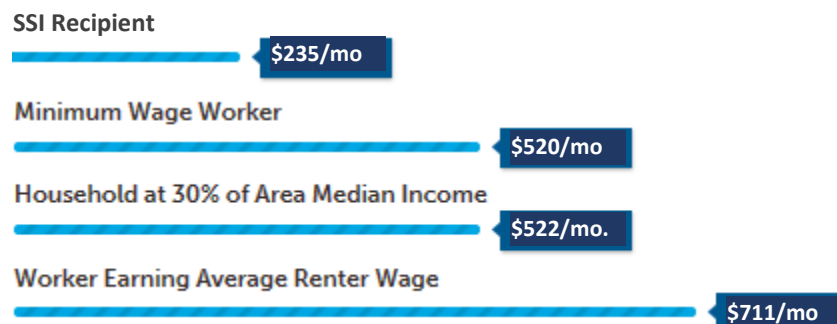 SSI Recipient
$235/mo
Minimum Wage Worker
$520/mo
Household at 30% of Area Median Income
$522/mo.
Worker Earning Average Renter Wage
$711/mo